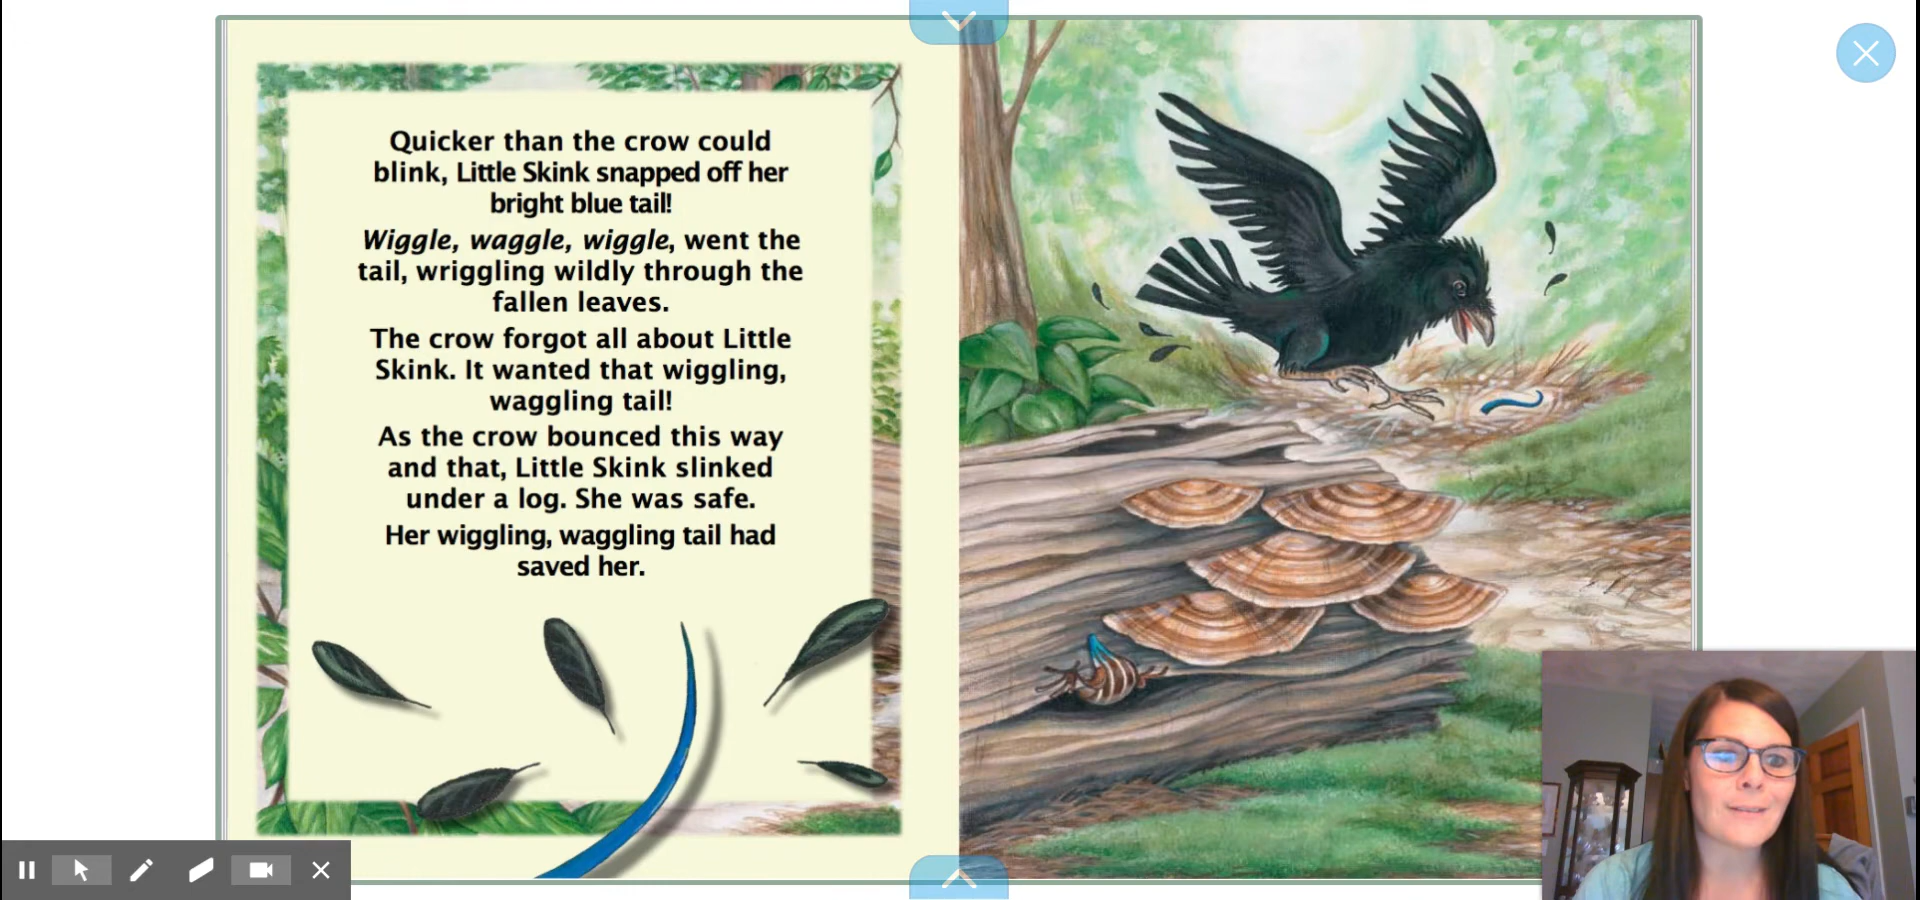 Quicker than the crow could
blink, Little Skink snapped off her
bright blue tail!
Wiggle, waggle, wiggle, went the
tail, wriggling wildly through the
fallen leaves.
The crow forgot all about Little
Skink. It wanted that wiggling,
waggling tail!
As the crow bounced this way
and that, Little Skink slinked
under a log. She was safe.
Her wiggling, waggling tail had
saved her.